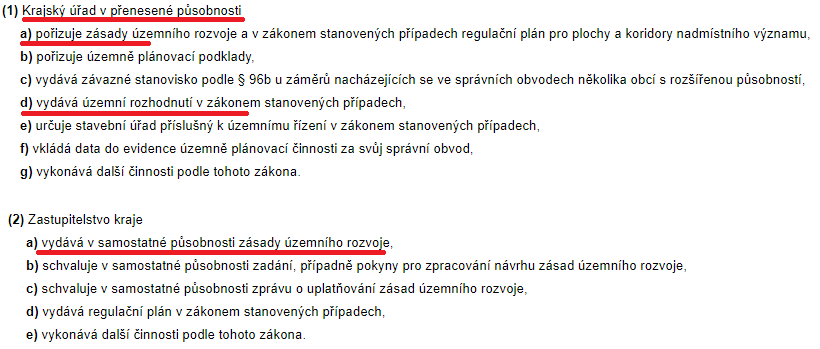 (1) Krajský úřad v přenesené působnosti
a) pořizuje zásady územního rozvoje a v zákonem stanovených případech regulační plán pro plochy a koridory nadmístního významu,
b) pořizuje územně plánovací podklady,
c) vydává závazné stanovisko podle § 96b u záměrů nacházejících se ve správních obvodech několika obcí s rozšířenou působností,
d) vydává územní rozhodnutí v zákonem stanovených případech,
e) určuje stavební úřad příslušný k územnímu řízení v zákonem stanovených případech,
f) vkládá data do evidence územně plánovací činnosti za svůj správní obvod,
g) vykonává další činnosti podle tohoto zákona.
(2) Zastupitelstvo kraje
a) vydává v samostatné působnosti zásady územního rozvoje,
b) schvaluje v samostatné působnosti zadání, případně pokyny pro zpracování návrhu zásad územního rozvoje,
c) schvaluje v samostatné působnosti zprávu o uplatňování zásad územního rozvoje,
d) vydává regulační plán v zákonem stanovených případech,
e) vykonává další činnosti podle tohoto zákona.